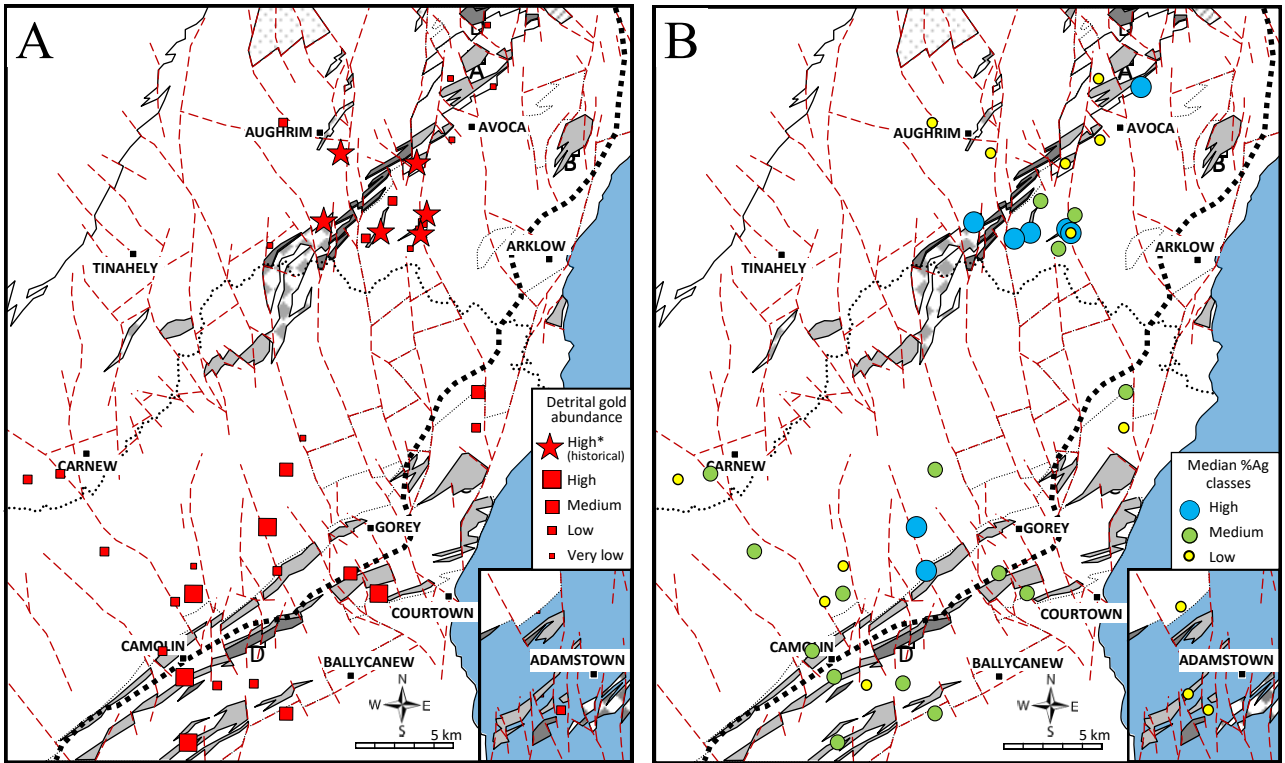 A
A
AVOCA
AUGHRIM
B
ARKLOW
TINAHELY
Detrital gold
abundance
High*
(historical)
High
Medium
Low
Very low
CARNEW
GOREY
COURTOWN
CAMOLIN
D
BALLYCANEW
N
W E
S
5 km
ADAMSTOWN
B
A
AVOCA
AUGHRIM
B
ARKLOW
TINAHELY
Median %Ag
classes
High
Medium
Low
CARNEW
GOREY
COURTOWN
CAMOLIN
D
BALLYCANEW
N
W E
S
5 km
ADAMSTOWN